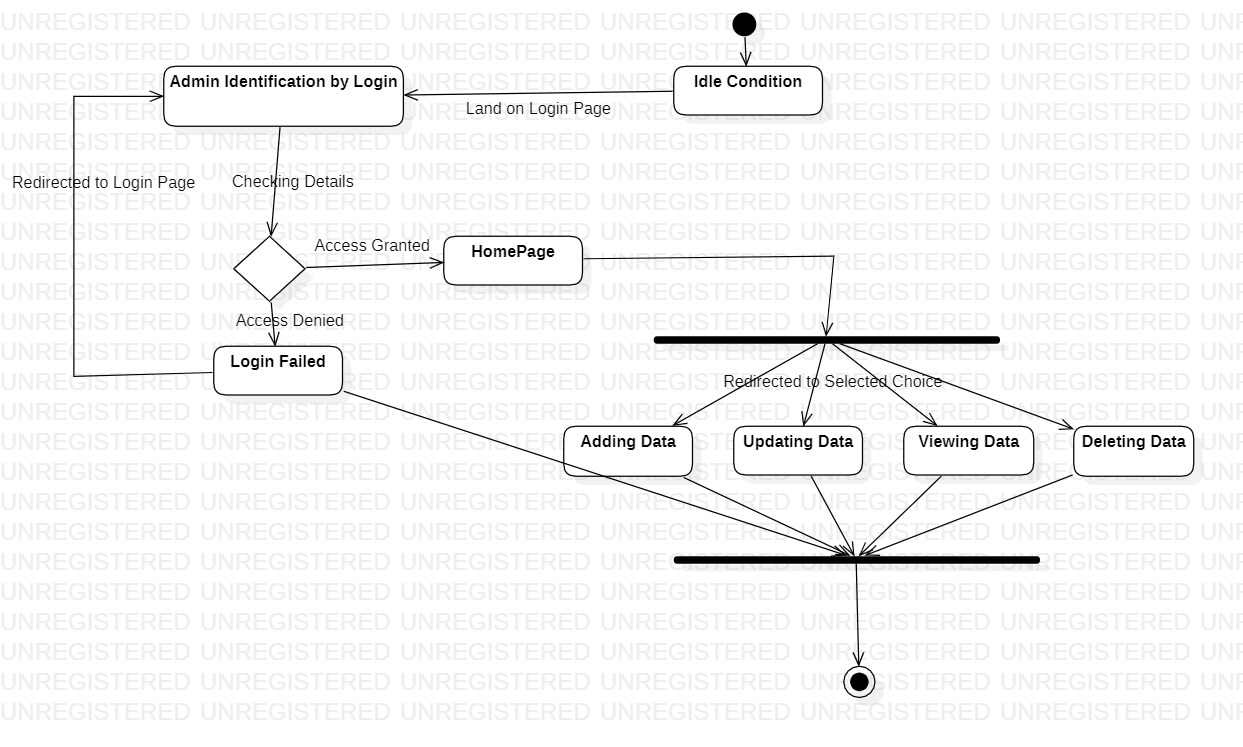 Admin Identification by Login
Idle Condition
Land on Login Page
Redirected to Login Page
Checking Details
Access Granted
HomePage
Access Denied
Login Failed
Redirected to Selected Choice
Adding Data
Updating Data
Viewing Data
Deleting Data
UNREGISTERED